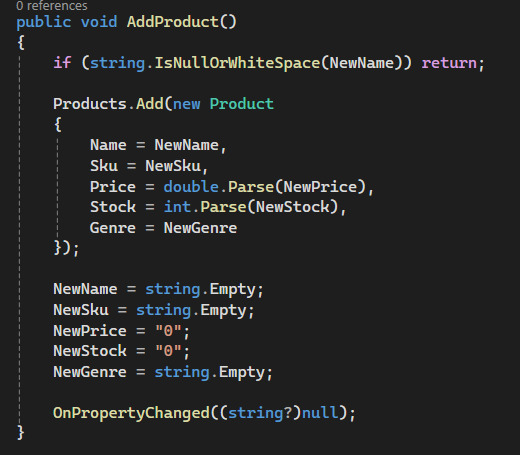 0 references
public void AddProduct()
{
    if (string.IsNullOrWhiteSpace(NewName)) return;

    Products.Add(new Product
    {
        Name = NewName,
        Sku = NewSku,
        Price = double.Parse(NewPrice),
        Stock = int.Parse(NewStock),
        Genre = NewGenre
    });

    NewName = string.Empty;
    NewSku = string.Empty;
    NewPrice = "0";
    NewStock = "0";
    NewGenre = string.Empty;

    OnPropertyChanged((string?)null);
}